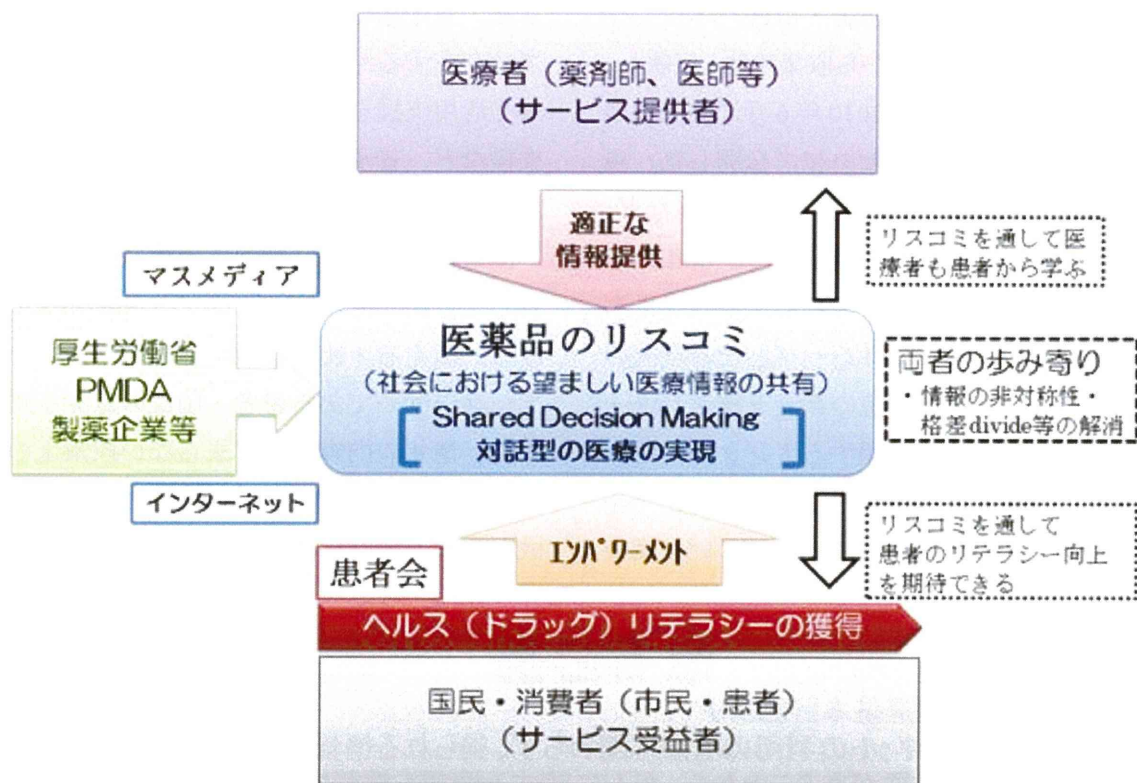 医療者（薬剤師、医師等）
（サービス提供者）
適正な
情報提供
リスコミを通して医
療者も患者から学ぶ
マスメディア
厚生労働省
PMDA
製薬企業等
医薬品のリスコミ
（社会における望ましい医療情報の共有）
Shared Decision Making
対話型の医療の実現
両者の歩み寄り
・情報の非対称性・
格差divide等の解消
インターネット
エンパワーメント
リスコミを通して
患者のリテラシー向上
を期待できる
患者会
ヘルス（ドラッグ）リテラシーの獲得
国民・消費者（市民・患者）
（サービス受益者）